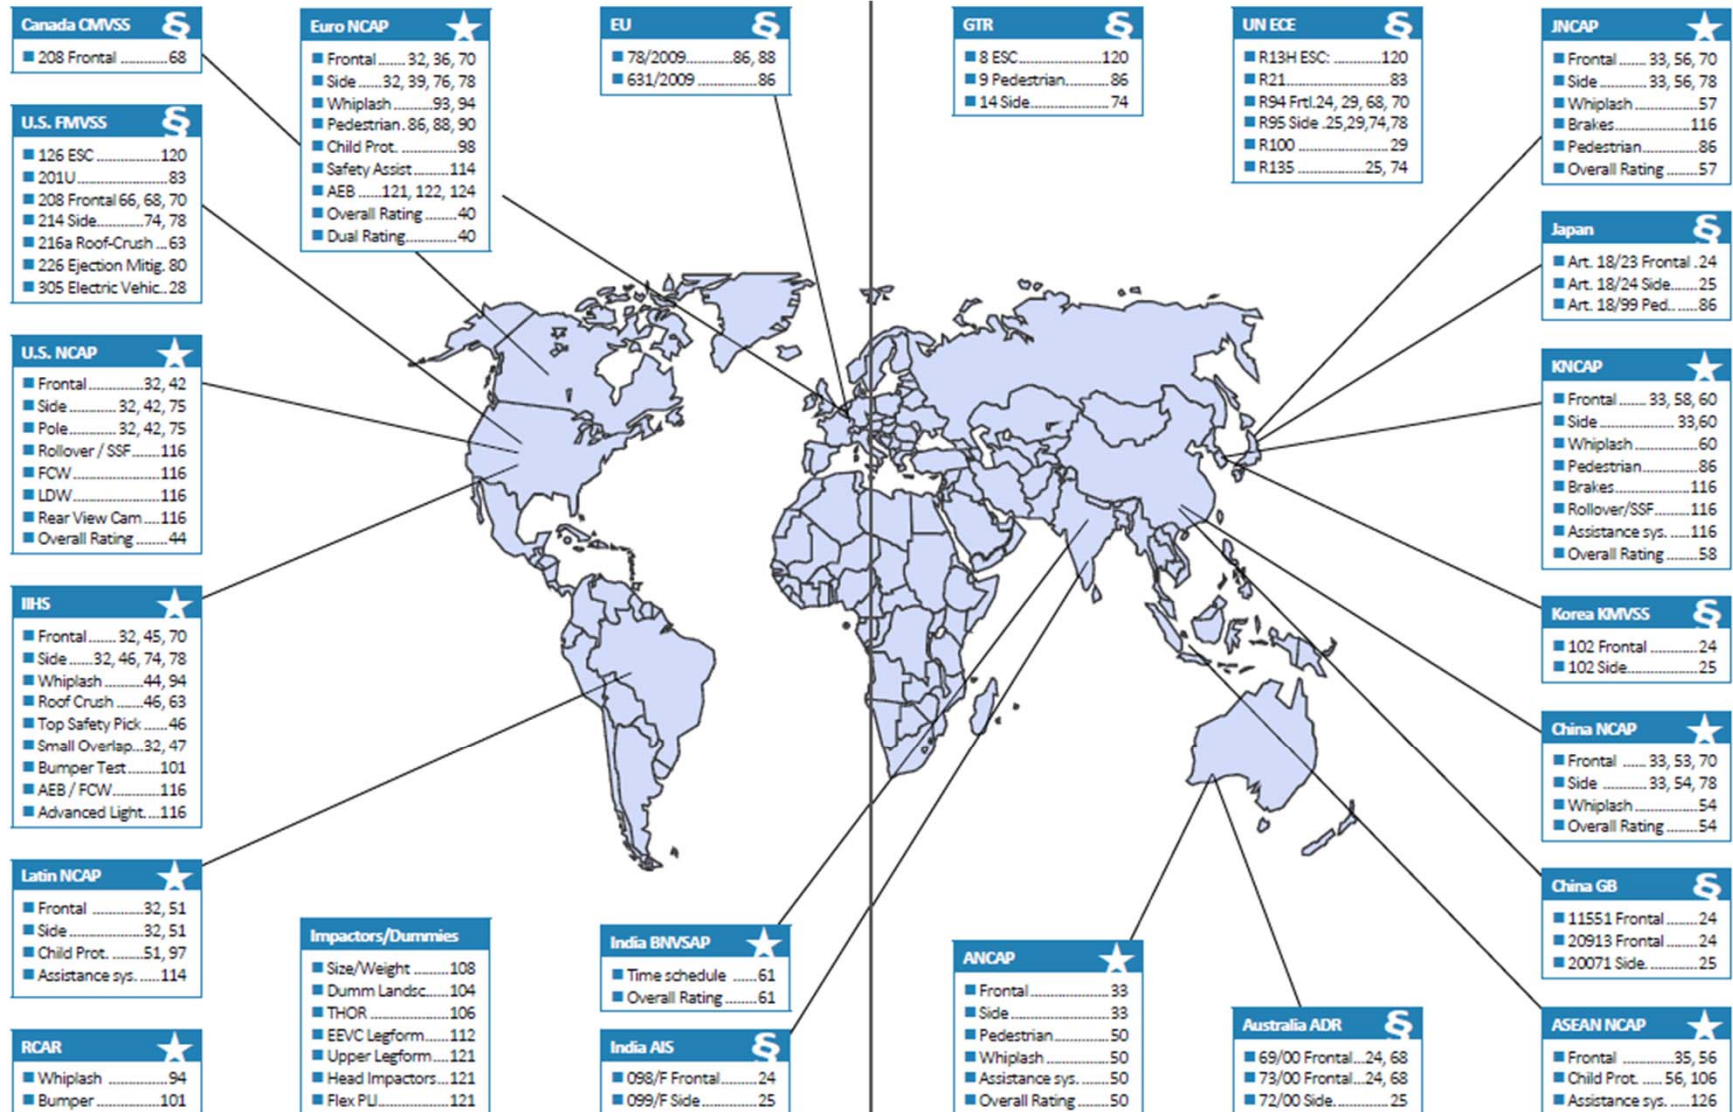 Canada CMVSS §
208 Frontal .............68
U.S. FMVSS §
126 ESC ................120
201U.......................83
208 Frontal 66, 68, 70
214 Side............74, 78
216a Roof-Crush ... 63
226 Ejection Mitig. 80
305 Electric Vehic.. 28
U.S. NCAP
Frontal ..............32, 42
Side ............ 32, 42, 75
Pole............. 32, 42, 75
Rollover / SSF.......116
FCW.....................116
LDW.....................116
Rear View Cam ....116
Overall Rating ........44
IIHS
Frontal ....... 32, 45, 70
Side ......32, 46, 74, 78
Whiplash ..........44, 94
Roof Crush .......46, 63
Top Safety Pick ......46
Small Overlap...32, 47
Bumper Test ........101
AEB / FCW............116
Advanced Light....116
Latin NCAP
Frontal .............32, 51
Side ..................32, 51
Child Prot. ........51, 97
Assistance sys. .....114
RCAR
Whiplash ...............94
Bumper ...............101
Euro NCAP
Frontal ....... 32, 36, 70
Side .....32, 39, 76, 78
Whiplash ..........93, 94
Pedestrian. 86, 88, 90
Child Prot. ..............98
Safety Assist ........114
AEB ......121, 122, 124
Overall Rating ........40
Dual Rating.............40
Impactors/Dummies
Size/Weight .........108
Dumm Landsc......104
THOR ...................106
EEVC Legform......112
Upper Legform ....121
Head Impactors...121
Flex PLI.................121
EU §
78/2009...........86, 88
631/2009 ...............86
India BNVSAP
Time schedule ......61
Overall Rating ........61
India AIS §
098/F Frontal.........24
099/F Side .............25
GTR §
8 ESC ...................120
9 Pedestrian..........86
14 Side...................74
ANCAP
Frontal...................33
Side .......................33
Pedestrian..............50
Whiplash ...............50
Assistance sys. .......50
Overall Rating ........50
UN ECE §
R13H ESC: ...........120
R21 ........................83
R94 Frtl.24, 29, 68, 70
R95 Side .25,29,74,78
R100 ......................29
R135 ................25, 74
Australia ADR §
69/00 Frontal...24, 68
73/00 Frontal...24, 68
72/00 Side.............25
JNCAP
Frontal ....... 33, 56, 70
Side ............33, 56, 78
Whiplash ...............57
Brakes..................116
Pedestrian..............86
Overall Rating ........57
Japan §
Art. 18/23 Frontal .24
Art. 18/24 Side......25
Art. 18/99 Ped.......86
KNCAP
Frontal ....... 33, 58, 60
Side ...................33,60
Whiplash ...............60
Pedestrian..............86
Brakes..................116
Rollover/SSF........116
Assistance sys. .....116
Overall Rating ........58
Korea KMVSS §
102 Frontal ............24
102 Side.................25
China NCAP
Frontal ...... 33, 53, 70
Side ........... 33, 54, 78
Whiplash ...............54
Overall Rating ........54
China GB §
11551 Frontal ........24
20913 Frontal ........24
20071 Side.............25
ASEAN NCAP
Frontal .............35, 56
Child Prot. ..... 56, 106
Assistance sys. .....126